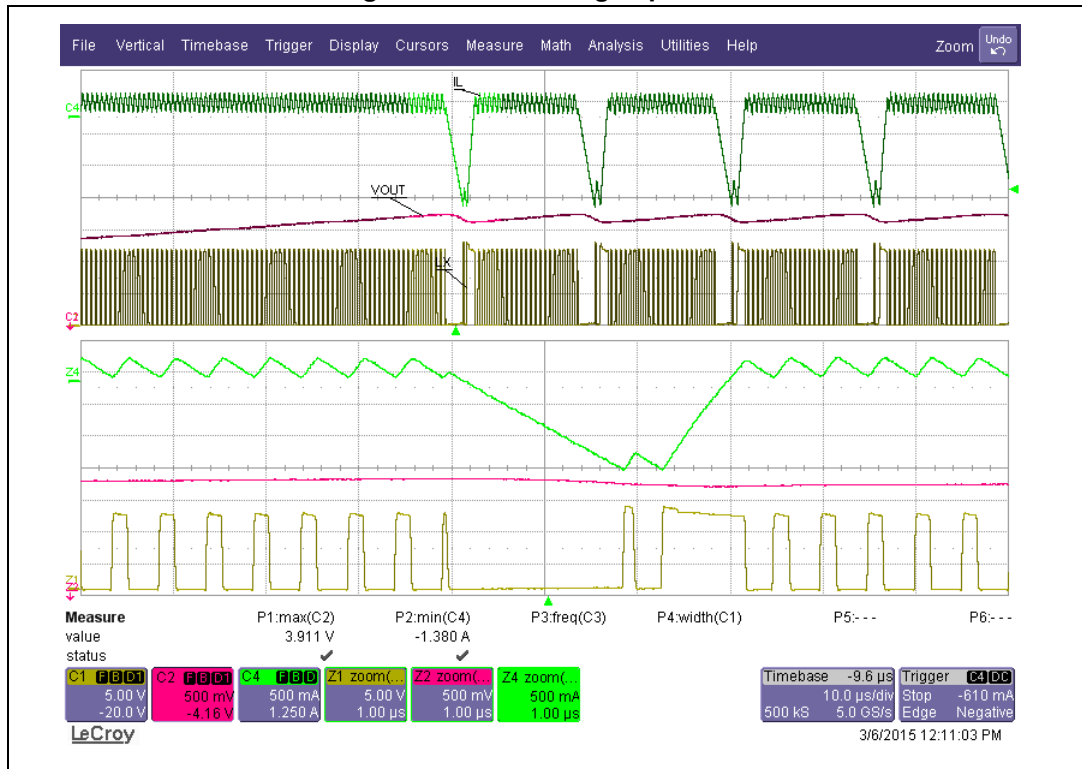 File Vertical Timebase Trigger Display Cursors Measure Math Analysis Utilities Help Zoom Undo
IL
C4
VOUT
LX
C2
Z4
Z1
Measure P1:max(C2) P2:min(C4) P3:freq(C3) P4:width(C1) P5:- - - P6:- - -
value 3.911 V -1.380 A
status
C1 F B D1 C2 F B D1 C4 F B D Z1 zoom(... Z2 zoom(... Z4 zoom(... Timebase -9.6 µs Trigger C4 DC
5.00 V 500 mV 500 mA 5.00 V 500 mV 500 mA 10.0 µs/div Stop -610 mA
-20.0 V -4.16 V 1.250 A 1.00 µs 1.00 µs 1.00 µs 500 kS 5.0 GS/s Edge Negative
LeCroy 3/6/2015 12:11:03 PM